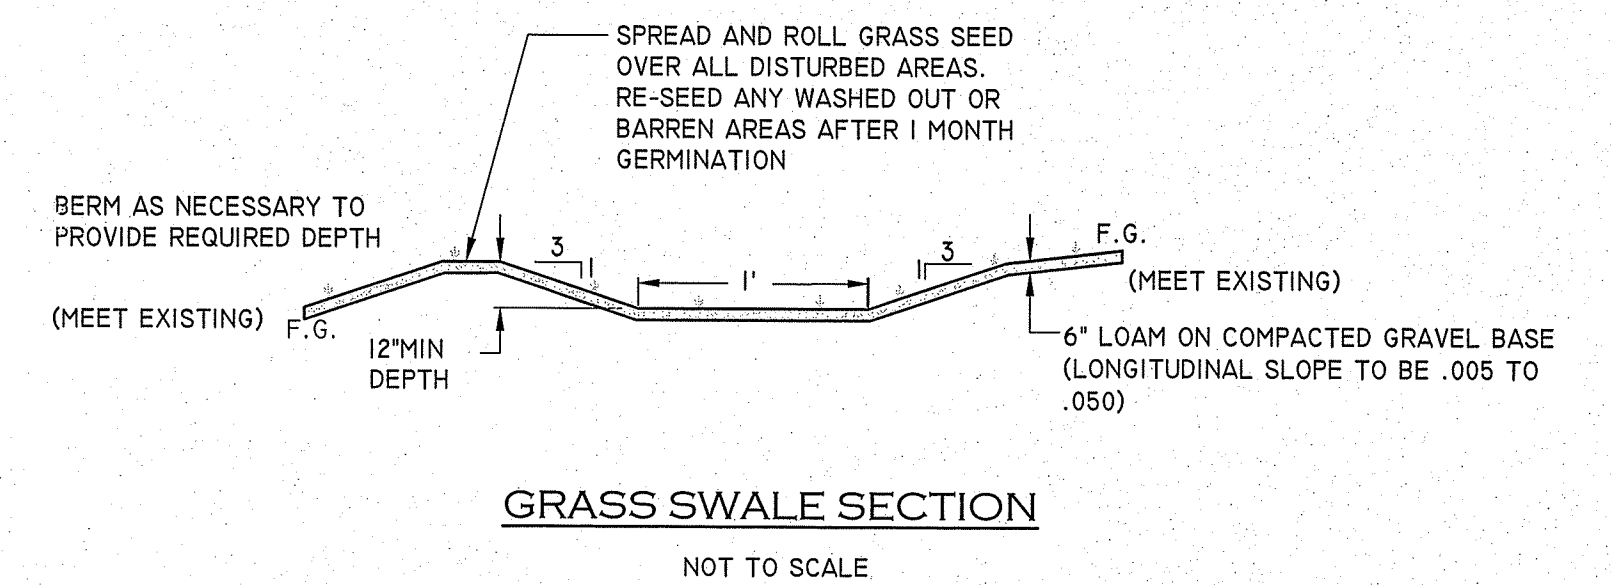 SPREAD AND ROLL GRASS SEED
OVER ALL DISTURBED AREAS.
RE-SEED ANY WASHED OUT OR
BARREN AREAS AFTER 1 MONTH
GERMINATION
BERM AS NECESSARY TO
PROVIDE REQUIRED DEPTH
3
1
1'
3
1
F.G.
(MEET EXISTING)
(MEET EXISTING)
F.G.
12"MIN
DEPTH
6" LOAM ON COMPACTED GRAVEL BASE
(LONGITUDINAL SLOPE TO BE .005 TO
.050)
GRASS SWALE SECTION
NOT TO SCALE